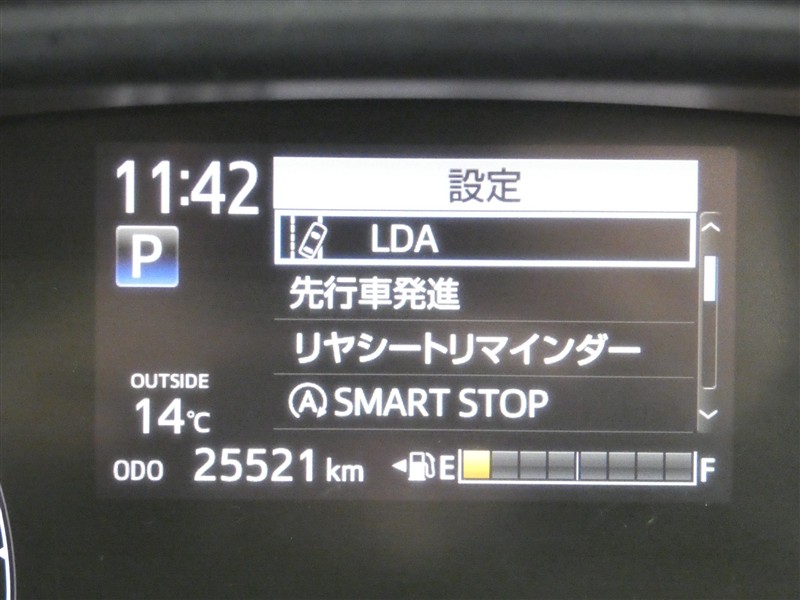 11:42
設定
P
LDA
先行車発進
リヤシートリマインダー
OUTSIDE
14℃
A SMART STOP
ODO 25521 km E F